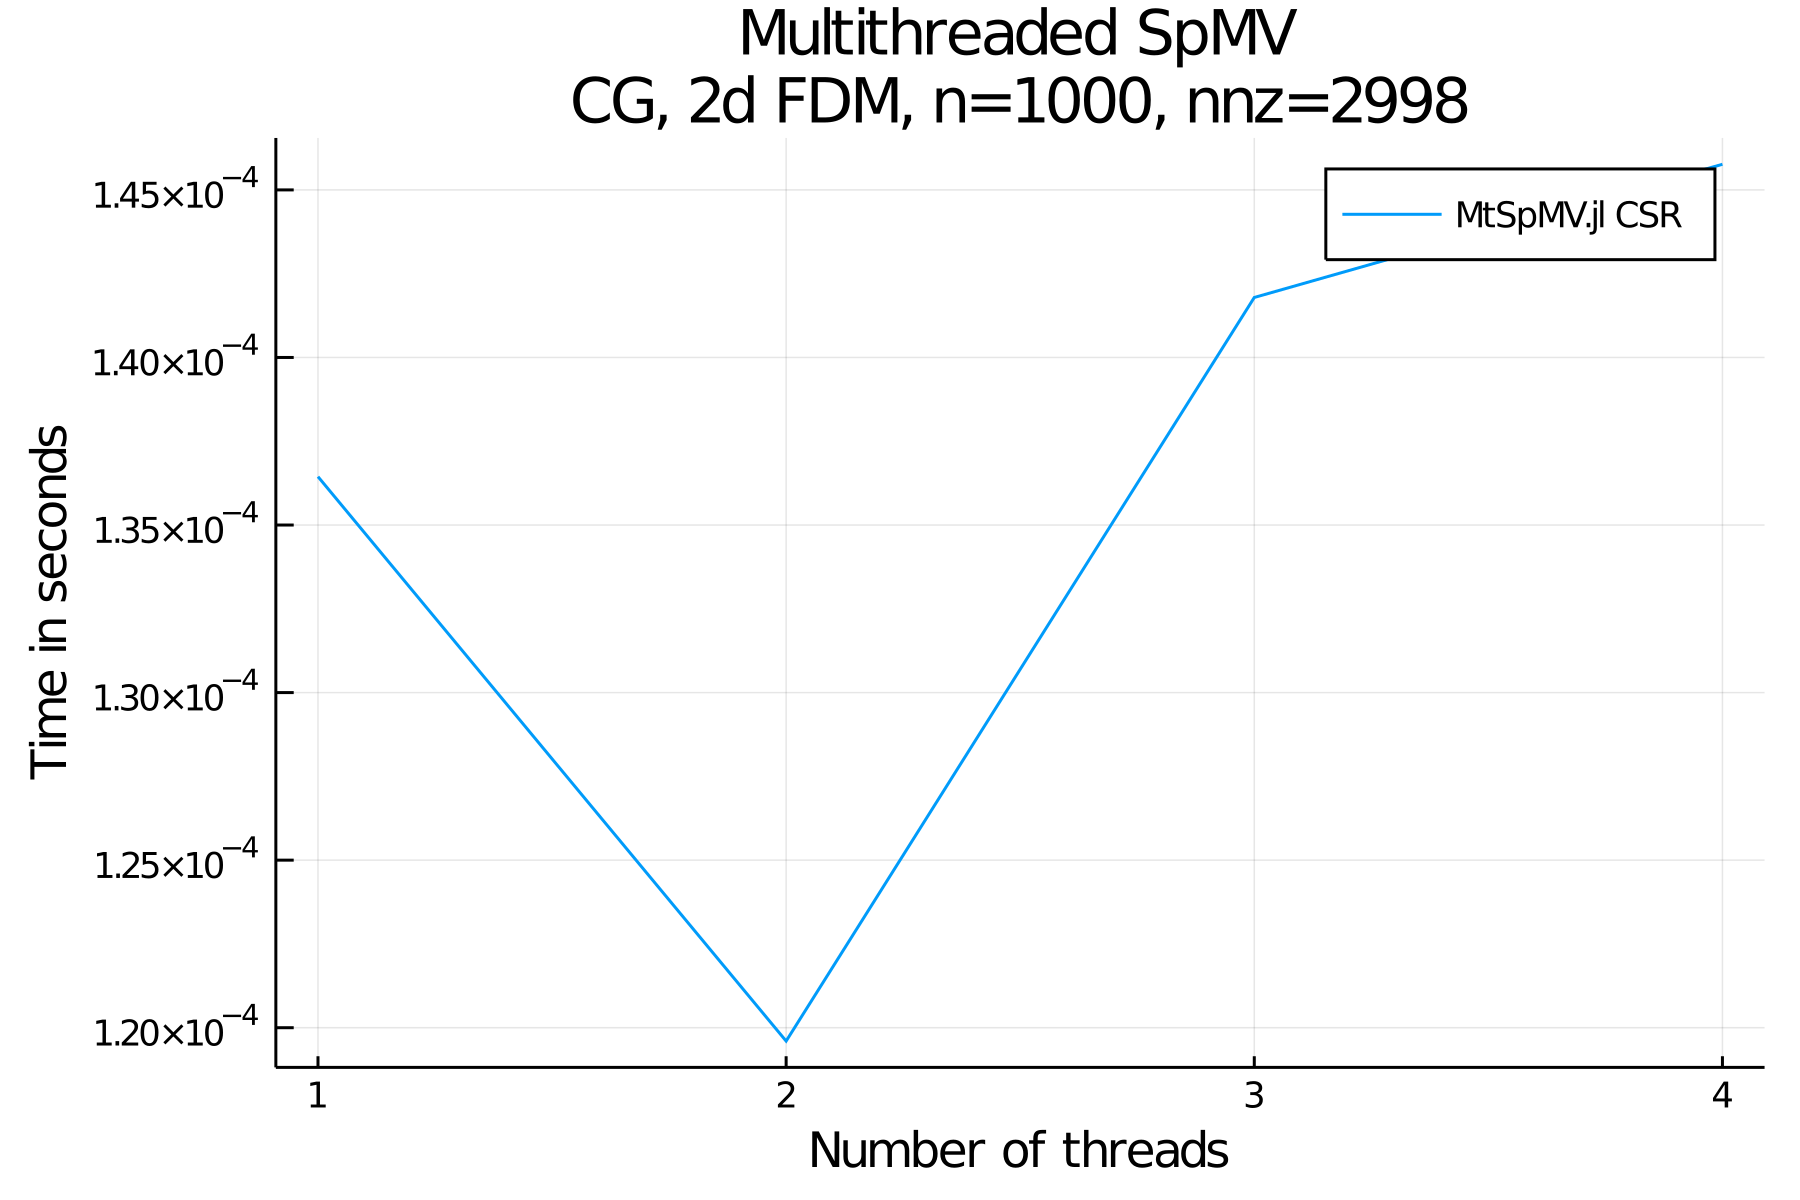 Multithreaded SpMV
CG, 2d FDM, n=1000, nnz=2998
1.45×10⁻⁴
MtSpMV.jl CSR
1.40×10⁻⁴
1.35×10⁻⁴
1.30×10⁻⁴
1.25×10⁻⁴
1.20×10⁻⁴
Time in seconds
1 2 3 4
Number of threads